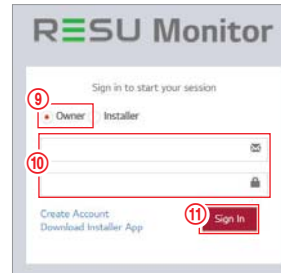 RESU Monitor
Sign in to start your session
⑨
Owner Installer
⑩
Create Account
⑪ Sign In
Download Installer App